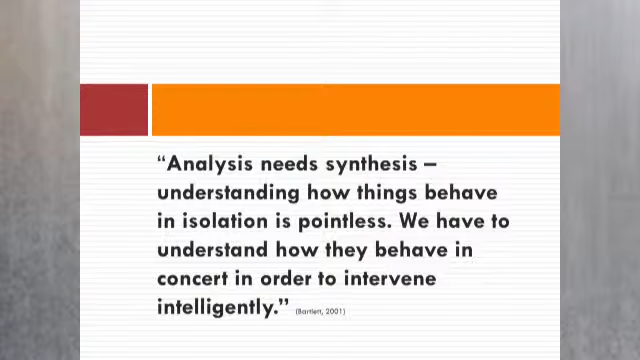 “Analysis needs synthesis –
understanding how things behave
in isolation is pointless. We have to
understand how they behave in
concert in order to intervene
intelligently.” (Bartlett, 2001)